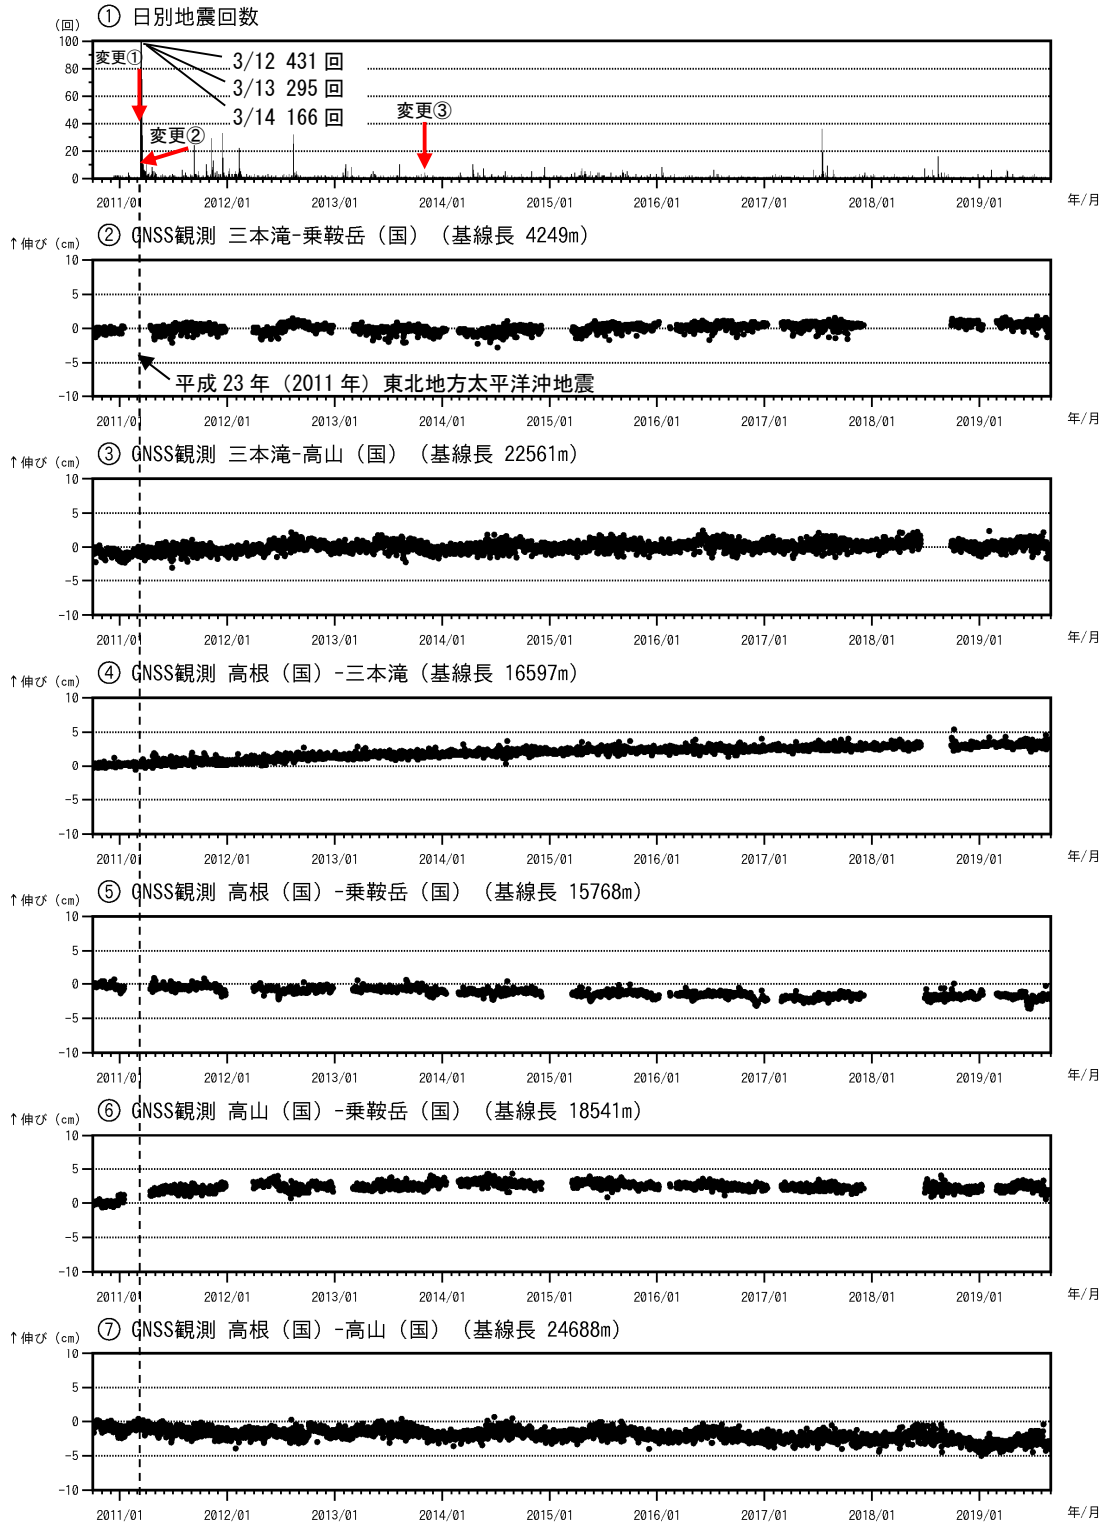 ① 日別地震回数
(回)
100
80
60
40
20
0
変更①
3/12 431 回
3/13 295 回
3/14 166 回
変更②
変更③
2011/01 2012/01 2013/01 2014/01 2015/01 2016/01 2017/01 2018/01 2019/01 年/月
② GNSS観測 三本滝-乗鞍岳（国）（基線長 4249m）
↑伸び（cm）
10
5
0
-5
-10
平成 23 年（2011 年）東北地方太平洋沖地震
2011/01 2012/01 2013/01 2014/01 2015/01 2016/01 2017/01 2018/01 2019/01 年/月
③ GNSS観測 三本滝-高山（国）（基線長 22561m）
↑伸び（cm）
10
5
0
-5
-10
2011/01 2012/01 2013/01 2014/01 2015/01 2016/01 2017/01 2018/01 2019/01 年/月
④ GNSS観測 高根（国）-三本滝（基線長 16597m）
↑伸び（cm）
10
5
0
-5
-10
2011/01 2012/01 2013/01 2014/01 2015/01 2016/01 2017/01 2018/01 2019/01 年/月
⑤ GNSS観測 高根（国）-乗鞍岳（国）（基線長 15768m）
↑伸び（cm）
10
5
0
-5
-10
2011/01 2012/01 2013/01 2014/01 2015/01 2016/01 2017/01 2018/01 2019/01 年/月
⑥ GNSS観測 高山（国）-乗鞍岳（国）（基線長 18541m）
↑伸び（cm）
10
5
0
-5
-10
2011/01 2012/01 2013/01 2014/01 2015/01 2016/01 2017/01 2018/01 2019/01 年/月
⑦ GNSS観測 高根（国）-高山（国）（基線長 24688m）
↑伸び（cm）
10
5
0
-5
-10
2011/01 2012/01 2013/01 2014/01 2015/01 2016/01 2017/01 2018/01 2019/01 年/月